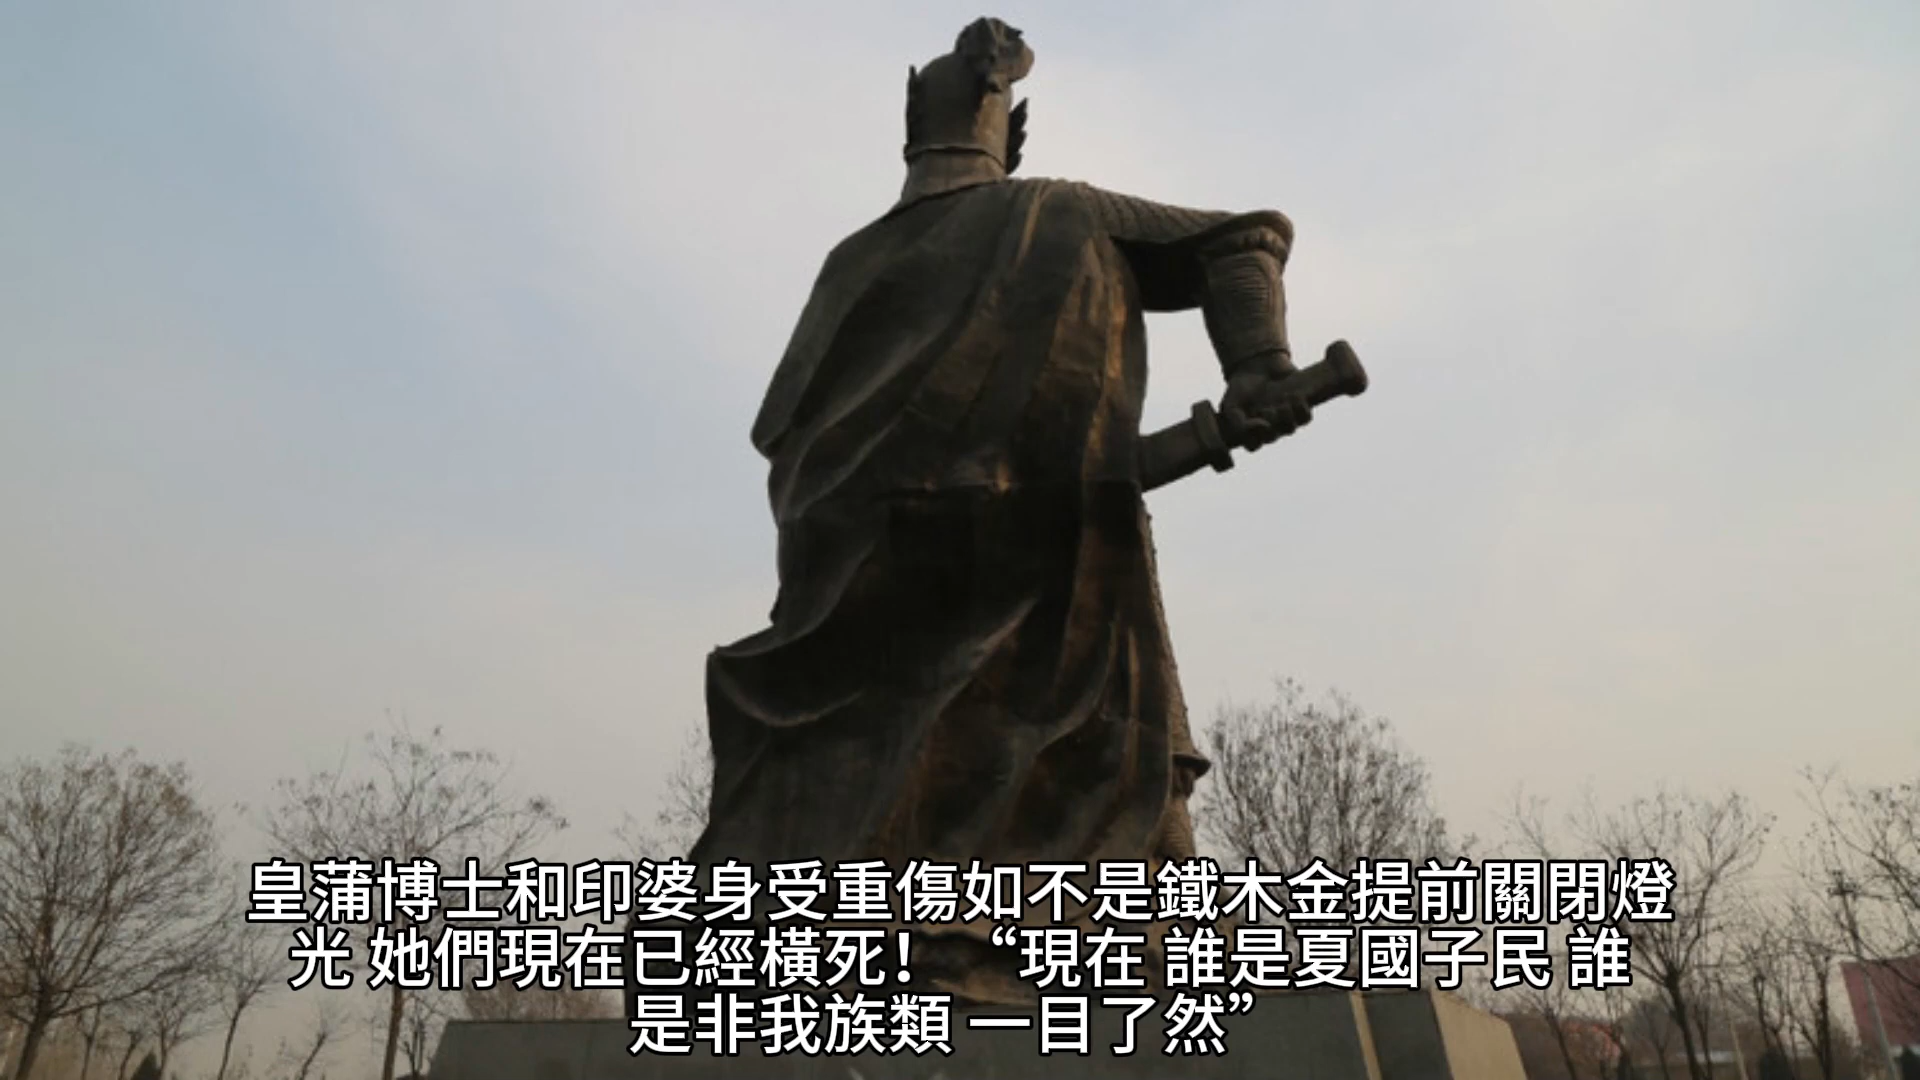 皇蒲博士和印婆身受重傷如不是鐵木金提前關閉燈
光 她們現在已經橫死！“現在 誰是夏國子民 誰
是非我族類 一目了然”